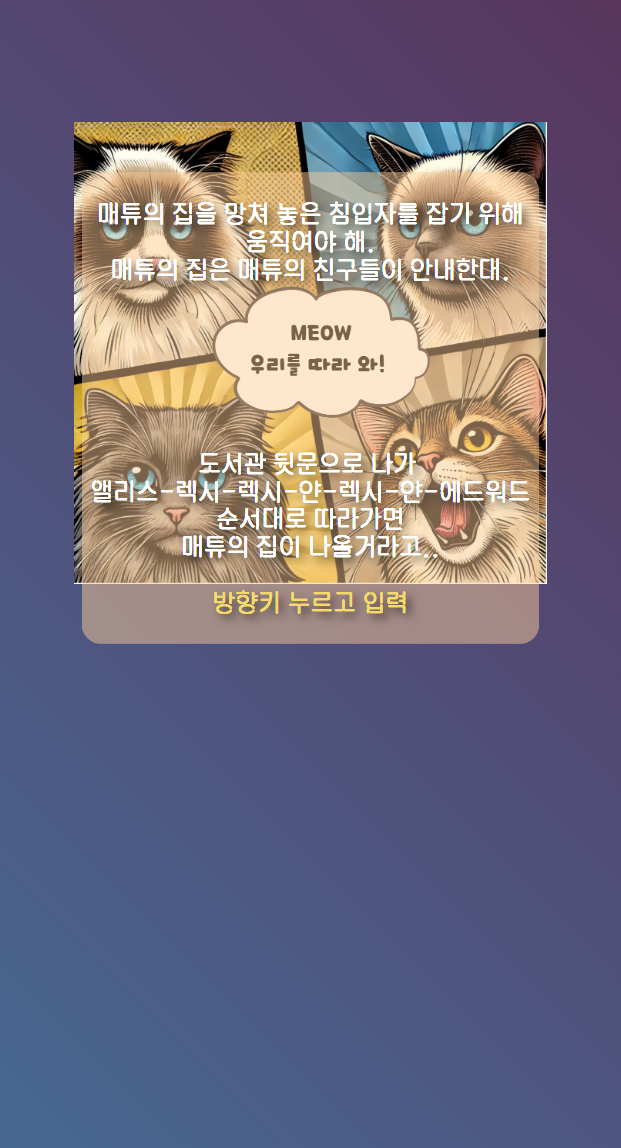 매튜의 집을 망쳐 놓은 침입자를 잡기 위해
움직여야 해.
매튜의 집은 매튜의 친구들이 안내한대.
MEOW
우리를 따라 와!
도서관 뒷문으로 나가
앨리스-렉시-렉시-얀-렉시-얀-에드워드
순서대로 따라가면
매튜의 집이 나올거라고..
방향키 누르고 입력